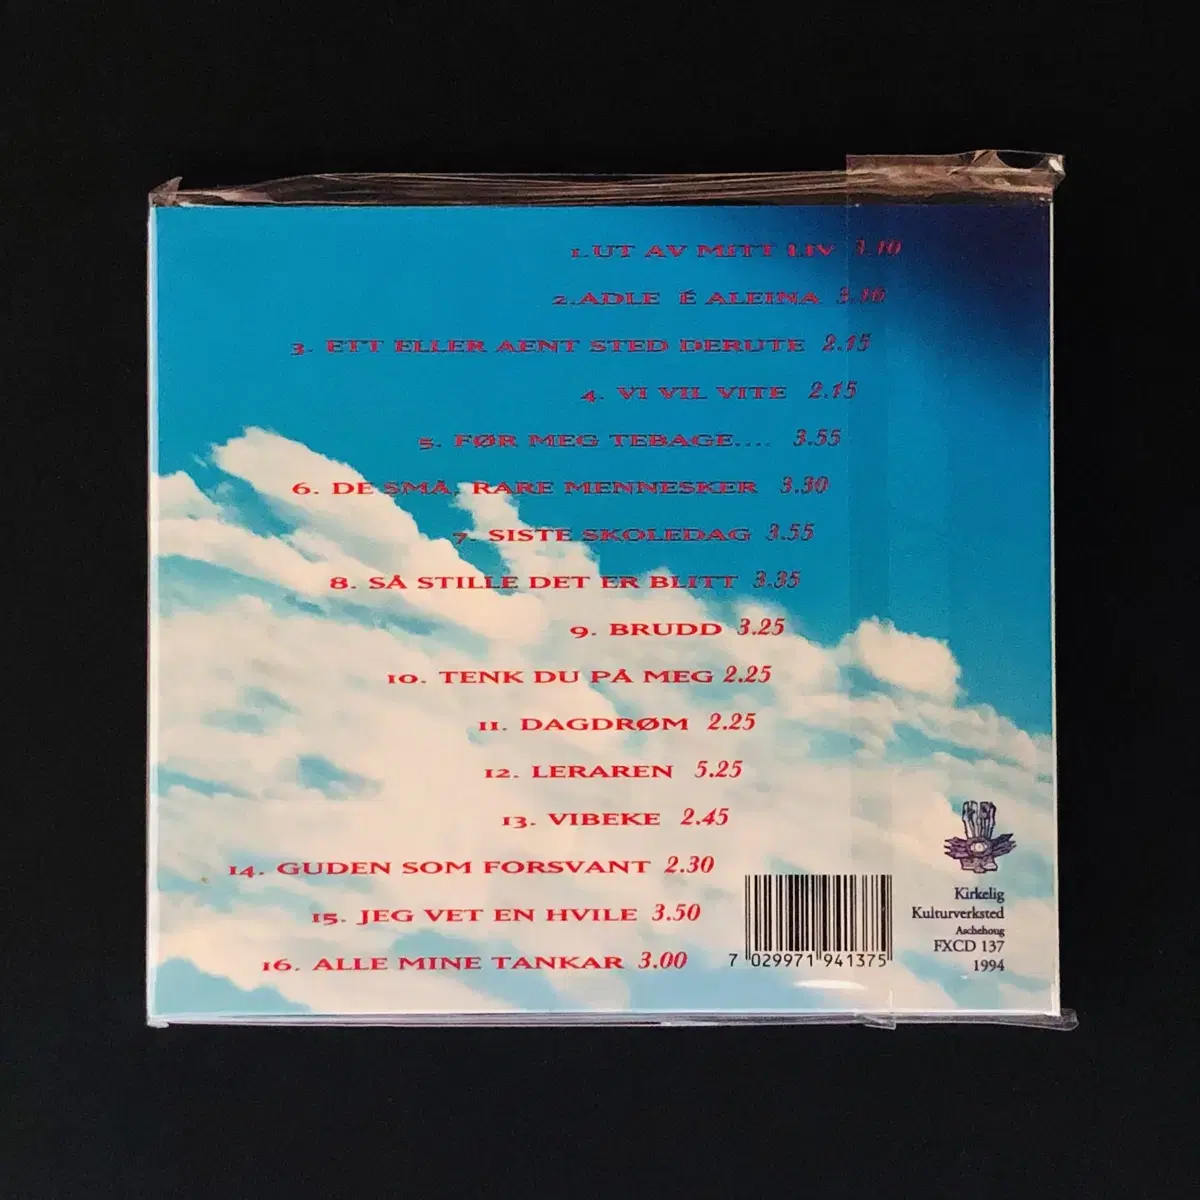 1.UT AV MITT LIV 3.10
2.ADLE É ALEINA 3.10
3. ETT ELLER AENT STED DERUTE 2.15
4. VI VIL VITE 2.15
5. FØR MEG TEBAGE.... 3.55
6. DE SMÅ, RARE MENNESKER 3.30
7. SISTE SKOLEDAG 3.55
8. SÅ STILLE DET ER BLITT 3.35
9. BRUDD 3.25
10. TENK DU PÅ MEG 2.25
11. DAGDRØM 2.25
12. LERAREN 5.25
13. VIBEKE 2.45
14. GUDEN SOM FORSVANT 2.30
15. JEG VET EN HVILE 3.50
16. ALLE MINE TANKAR 3.00
7 029971 941375
Kirkelig
Kulturverksted
Aschehoug
FXCD 137
1994